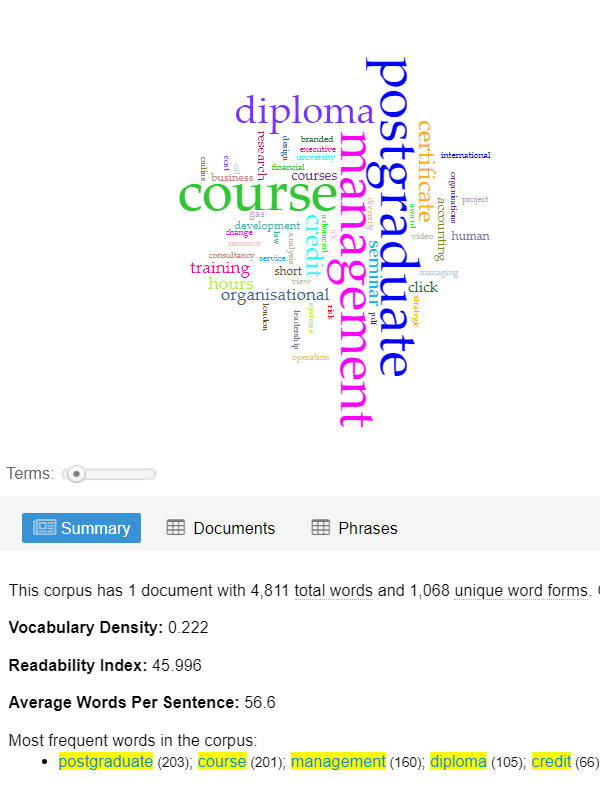 postgraduate
diploma
certificate
management
research
design
branded
executive
university
international
financial
online
cost
business
courses
course
organisations
project
gas
development
advanced
diversity
award
accounting
change
law
analysis
credit
video
human
resource
seminar
consultancy
service
training
short
managing
hours
view
click
organisational
strategic
london
leadership
systems
risk
pdf
operation
Terms:
Summary Documents Phrases
This corpus has 1 document with 4,811 total words and 1,068 unique word forms.
Vocabulary Density: 0.222
Readability Index: 45.996
Average Words Per Sentence: 56.6
Most frequent words in the corpus:
• postgraduate (203); course (201); management (160); diploma (105); credit (66)